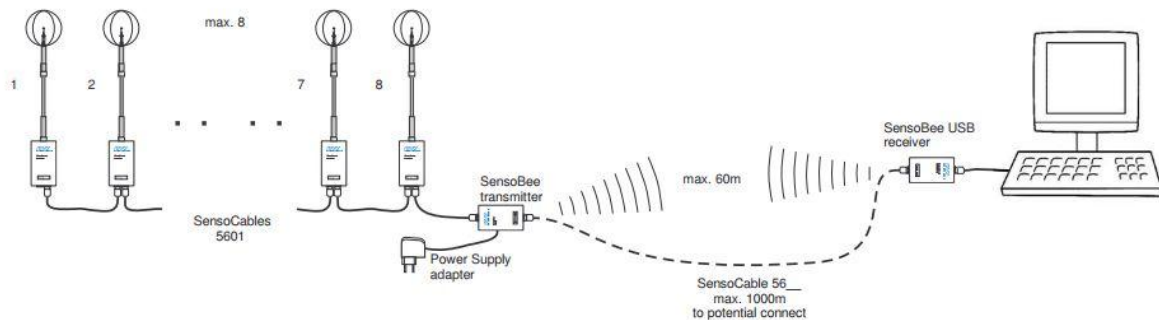 max. 8
1
2
7
8
SensoCables
5601
SensoBee
transmitter
Power Supply
adapter
max. 60m
SensoBee USB
receiver
SensoCable 56__
max. 1000m
to potential connect